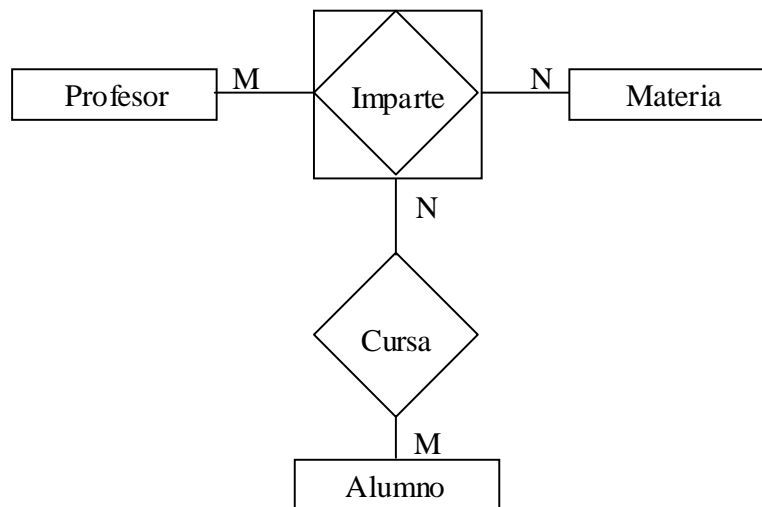 Profesor
M
Imparte
N
Materia
N
Cursa
M
Alumno